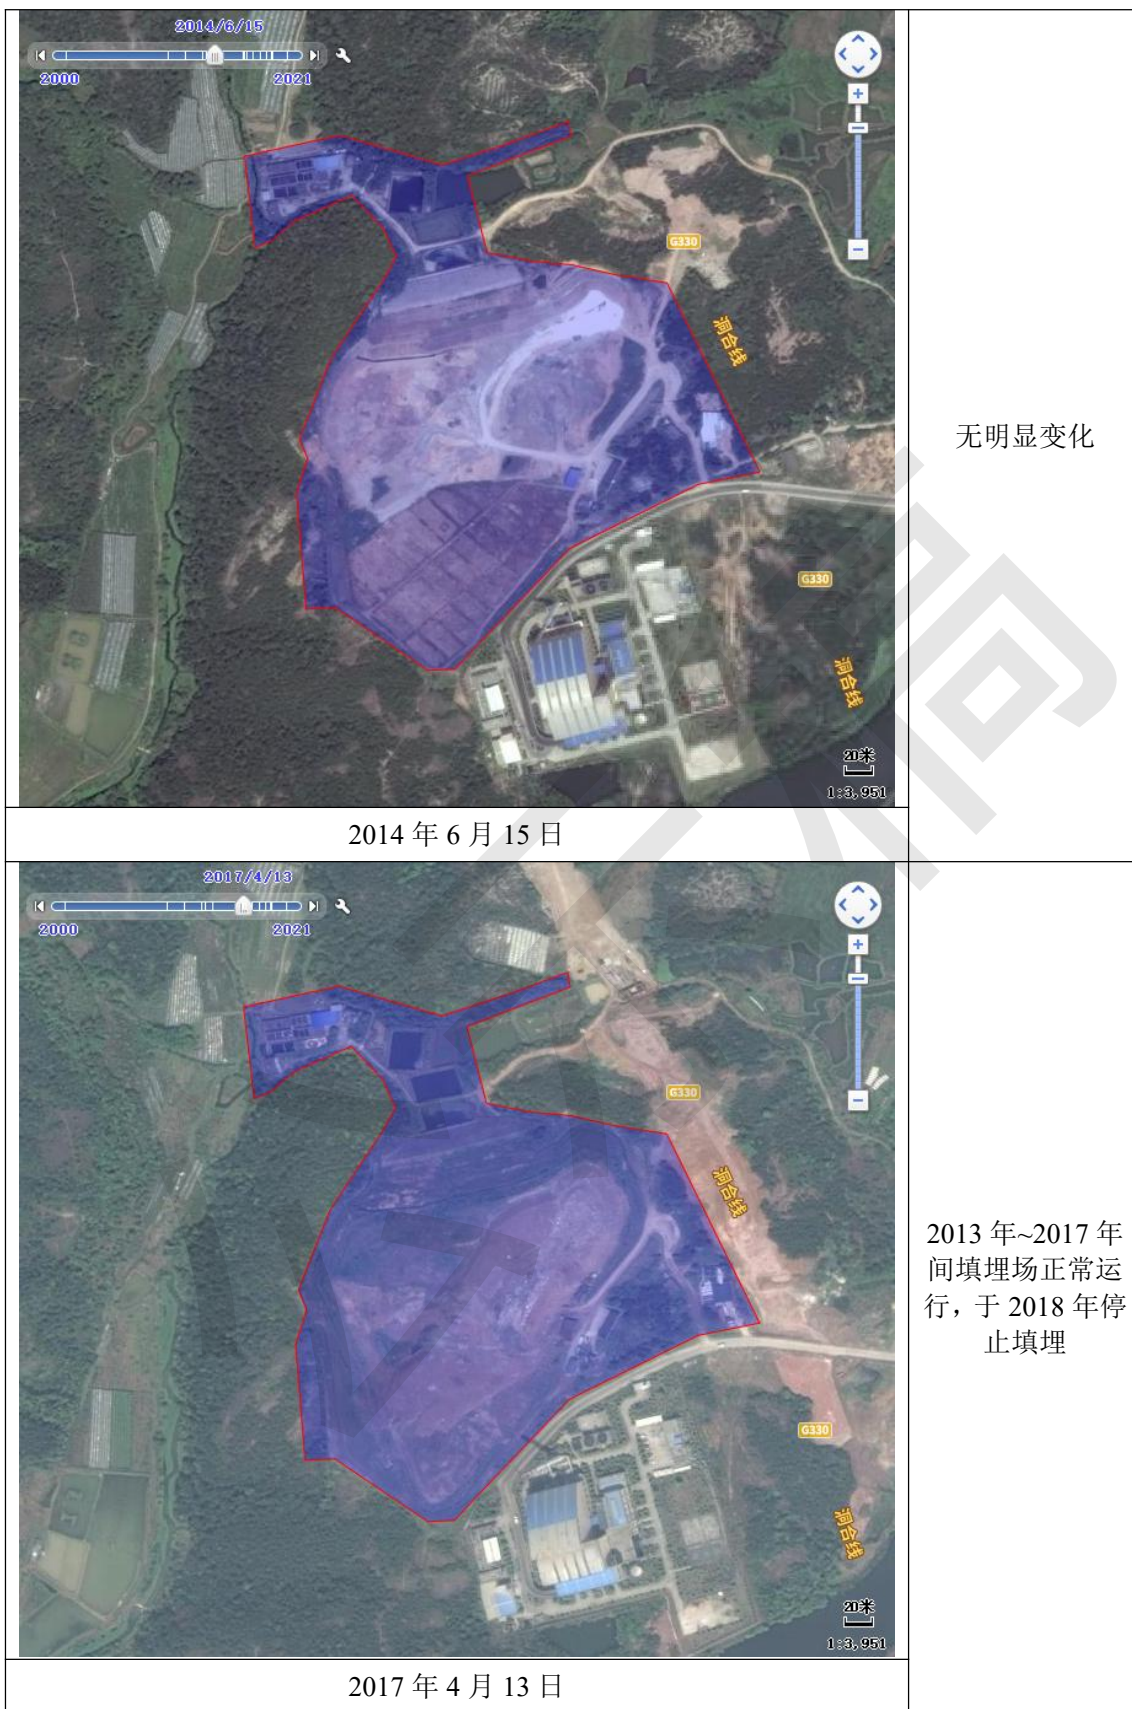 2014/6/15
2000
2021
G330
洞合线
G330
洞合线
20米
1:3,951
无明显变化
2014 年 6 月 15 日
2017/4/13
2000
2021
G330
洞合线
G330
洞合线
20米
1:3,951
2013 年~2017 年
间填埋场正常运
行，于 2018 年停
止填埋
2017 年 4 月 13 日